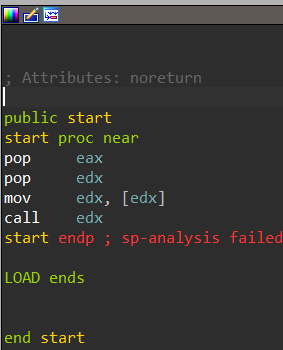 ; Attributes: noreturn
public start
start proc near
pop eax
pop edx
mov edx, [edx]
call edx
start endp ; sp-analysis failed
LOAD ends
end start